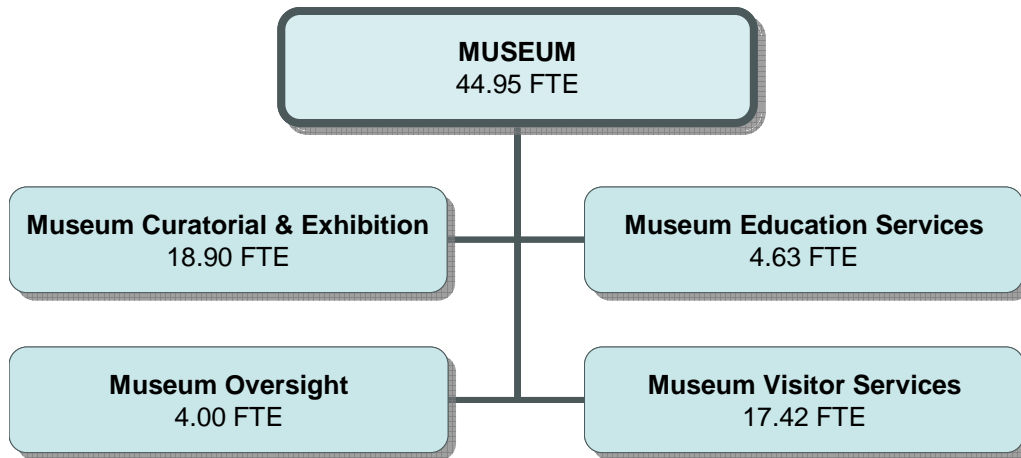 MUSEUM
44.95 FTE
Museum Curatorial & Exhibition
18.90 FTE
Museum Education Services
4.63 FTE
Museum Oversight
4.00 FTE
Museum Visitor Services
17.42 FTE